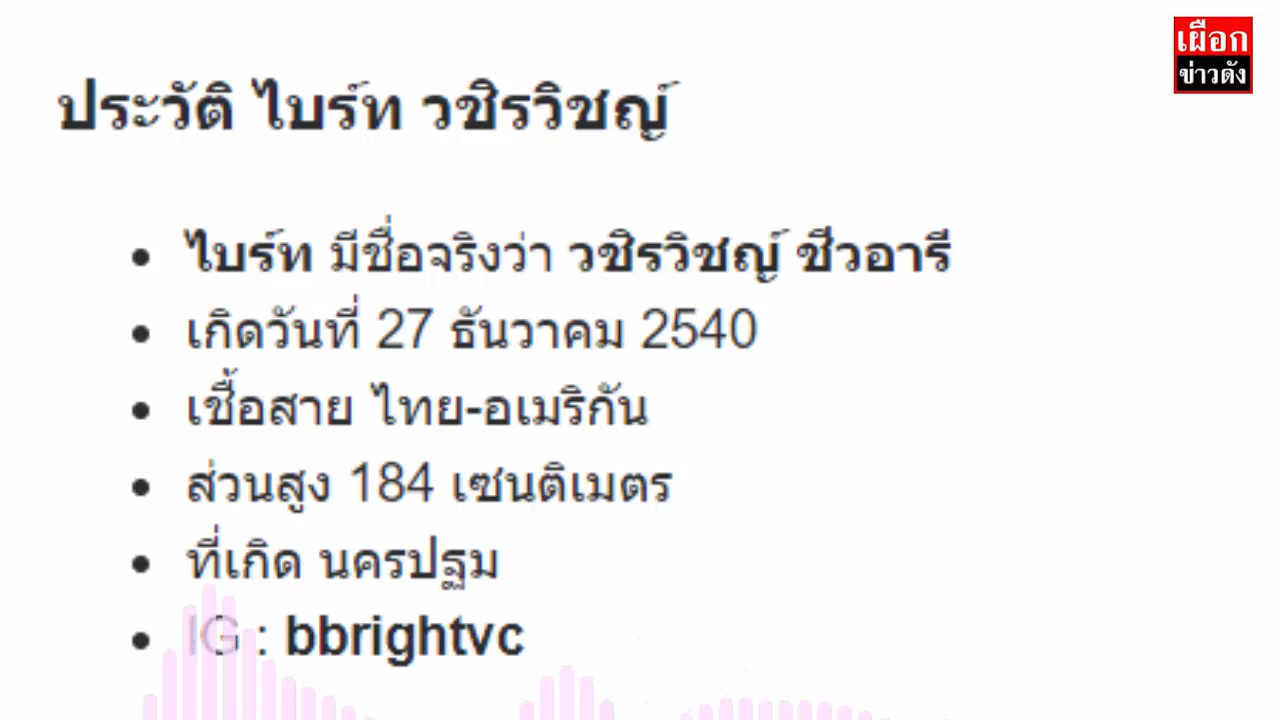 เผือก
ข่าวดัง
ประวัติ ไบร์ท วชิรวิชญ์
ไบร์ท มีชื่อจริงว่า วชิรวิชญ์ ชีวอารี
เกิดวันที่ 27 ธันวาคม 2540
เชื้อสาย ไทย-อเมริกัน
ส่วนสูง 184 เซนติเมตร
ที่เกิด นครปฐม
IG : bbrightvc